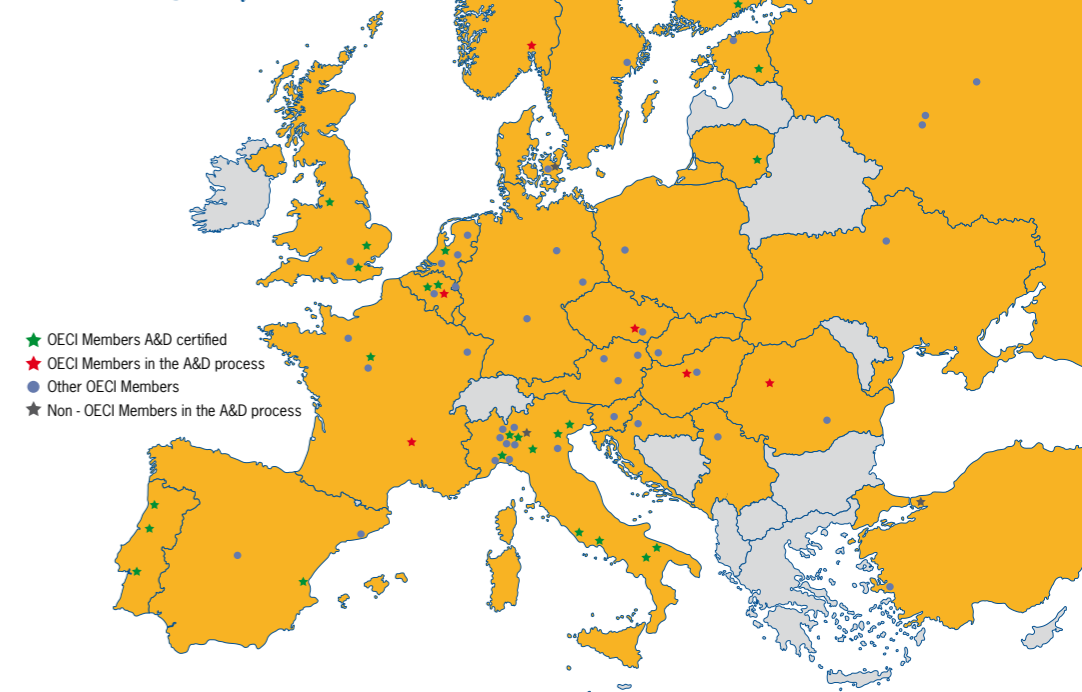 OECI Members A&D certified
OECI Members in the A&D process
Other OECI Members
Non - OECI Members in the A&D process